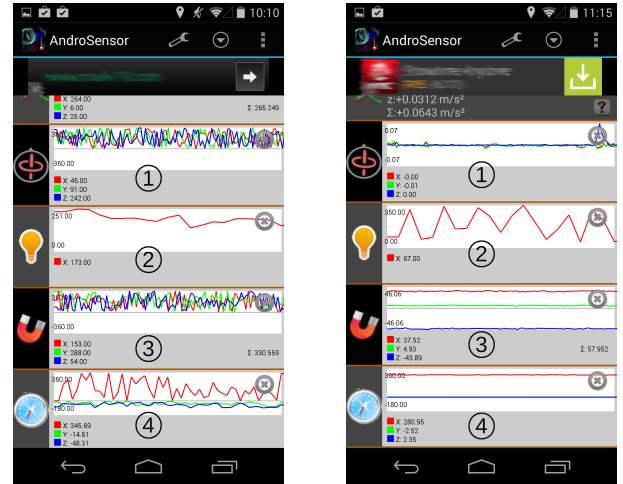 10:10
AndroSensor
X: 264.00
Y: 6.00
Z: 25.00
Σ: 265.249
-360.00
X: 45.00
Y: 91.00
Z: 242.00
1
251.00
0.00
X: 173.00
2
360.00
-360.00
X: 153.00
Y: 288.00
Z: 54.00
Σ: 330.559
3
360.00
-180.00
X: 345.69
Y: -14.61
Z: -48.31
4
11:15
AndroSensor
z:+0.0312 m/s²
Σ:+0.0643 m/s²
?
0.07
-0.07
X: -0.00
Y: -0.01
Z: 0.00
1
350.00
0.00
X: 67.00
2
46.06
-46.06
X: 37.52
Y: 4.93
Z: -43.89
Σ: 57.952
3
360.00
-180.00
X: 280.95
Y: -2.52
Z: 2.35
4